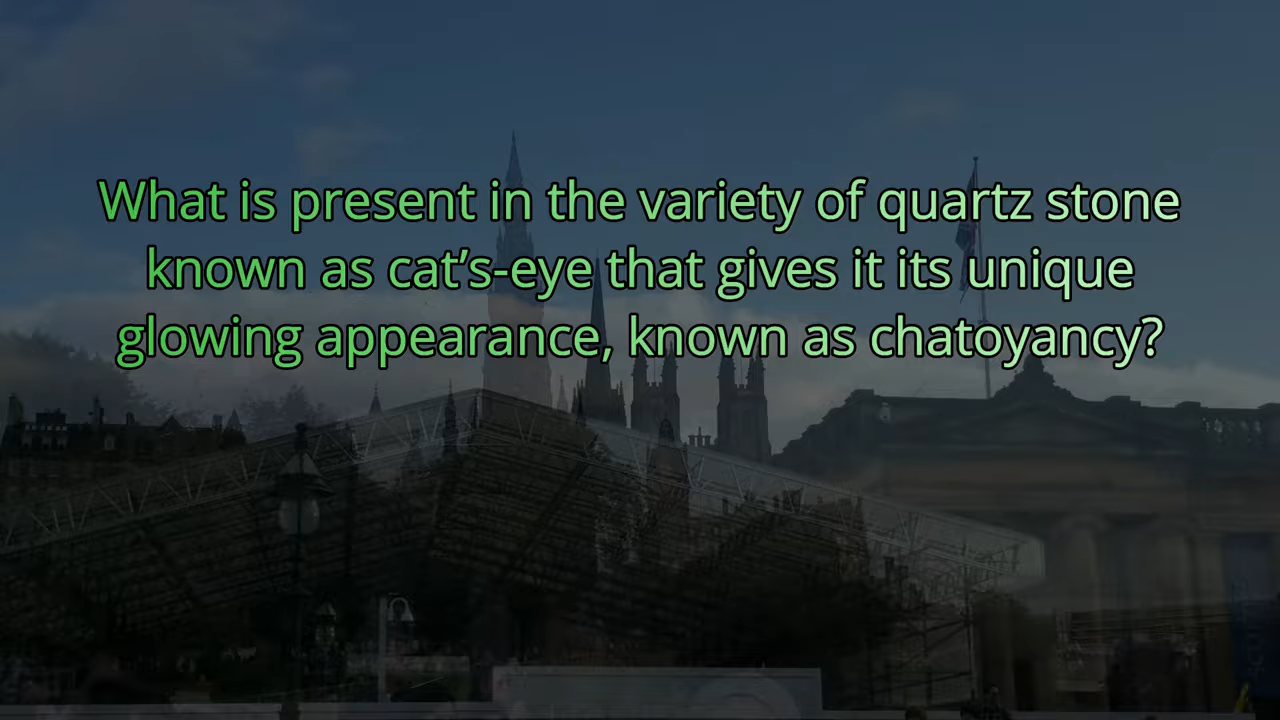 What is present in the variety of quartz stone
known as cat’s-eye that gives it its unique
glowing appearance, known as chatoyancy?